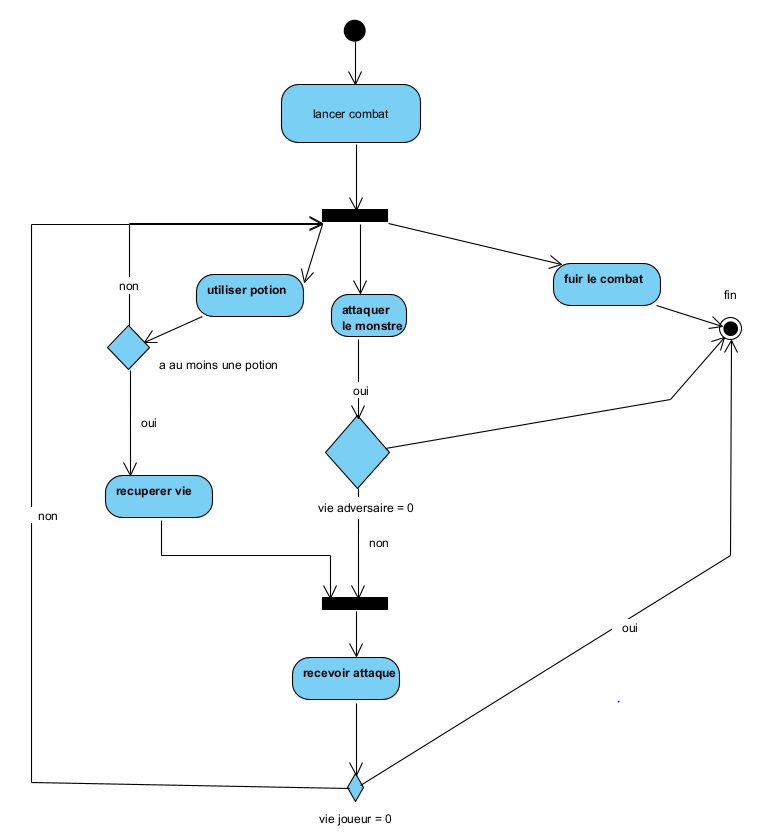 lancer combat
fin
fuir le combat
non
utiliser potion
attaquer
le monstre
a au moins une potion
oui
oui
recuperer vie
vie adversaire = 0
non
non
oui
recevoir attaque
vie joueur = 0